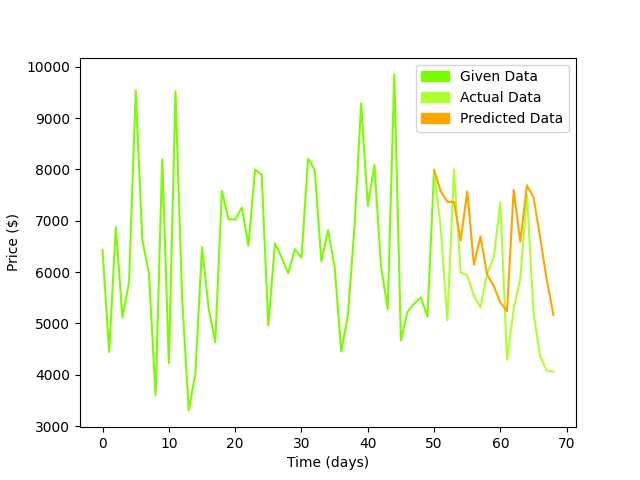 Given Data
Actual Data
Predicted Data
10000
9000
8000
7000
6000
5000
4000
3000
Price ($)
0 10 20 30 40 50 60 70
Time (days)